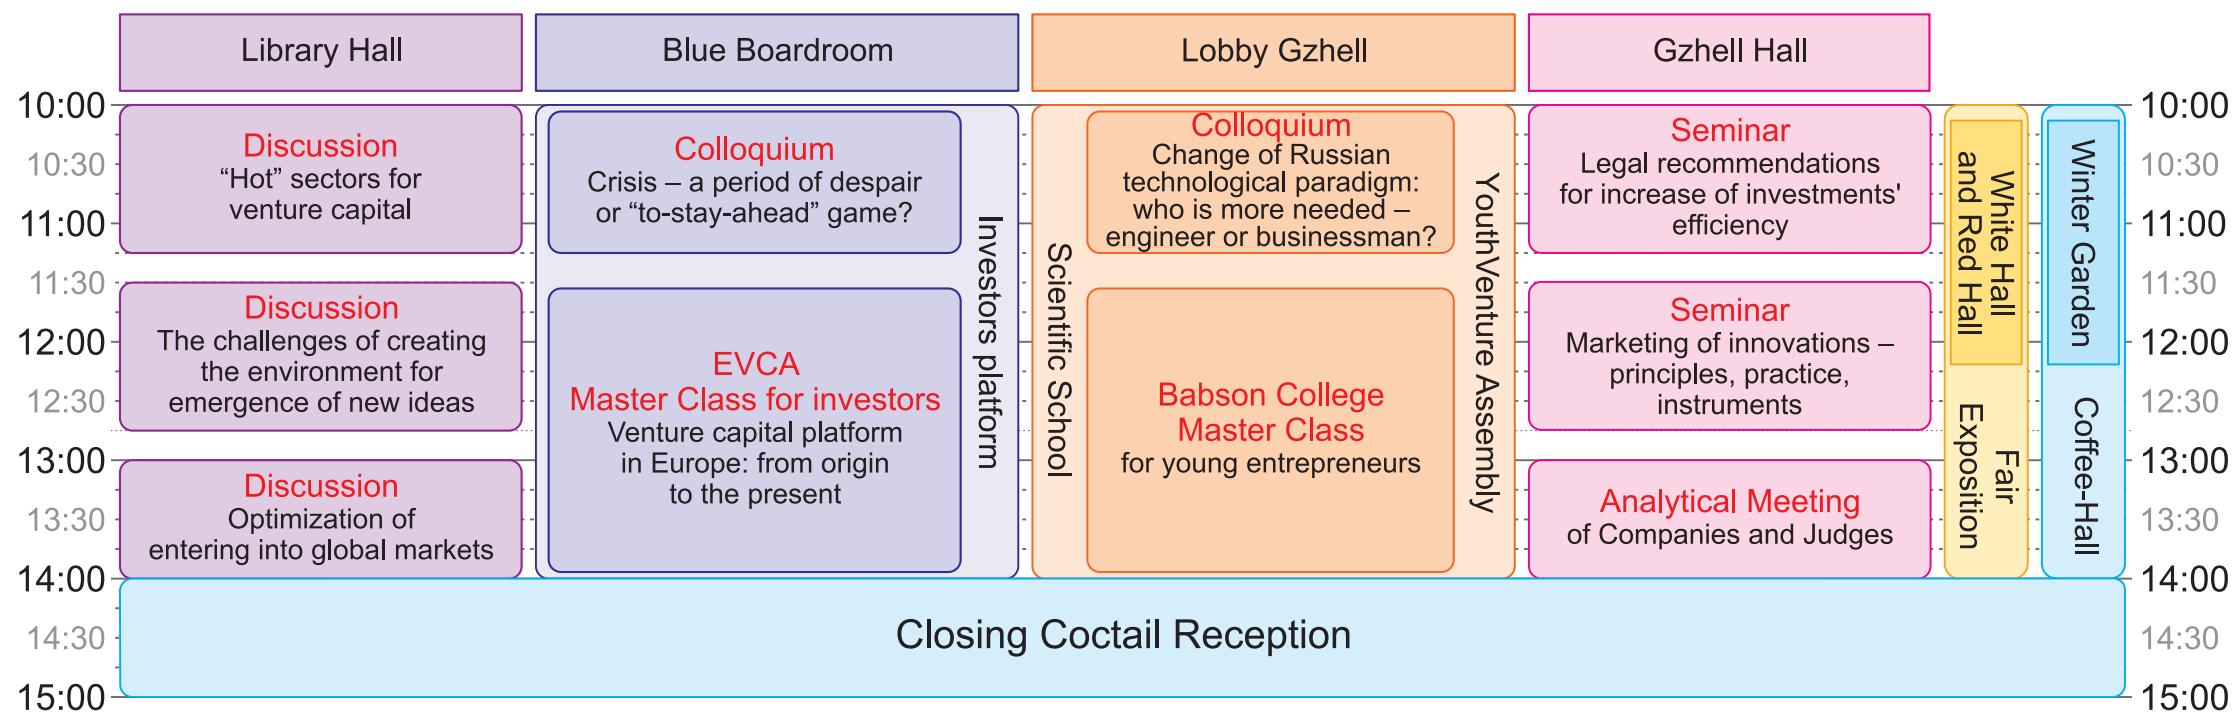 Library Hall
Blue Boardroom
Lobby Gzhell
Gzhell Hall
10:00
10:30
11:00
11:30
12:00
12:30
13:00
13:30
14:00
14:30
15:00
Discussion
“Hot” sectors for
venture capital
Discussion
The challenges of creating
the environment for
emergence of new ideas
Discussion
Optimization of
entering into global markets
Colloquium
Crisis – a period of despair
or “to-stay-ahead” game?
EVCA
Master Class for investors
Venture capital platform
in Europe: from origin
to the present
Investors platform
Scientific School
Colloquium
Change of Russian
technological paradigm:
who is more needed –
engineer or businessman?
Babson College
Master Class
for young entrepreneurs
YouthVenture Assembly
Seminar
Legal recommendations
for increase of investments'
efficiency
Seminar
Marketing of innovations –
principles, practice,
instruments
Analytical Meeting
of Companies and Judges
White Hall
and Red Hall
Fair
Exposition
Winter Garden
Coffee-Hall
10:00
10:30
11:00
11:30
12:00
12:30
13:00
13:30
14:00
14:30
15:00
Closing Coctail Reception